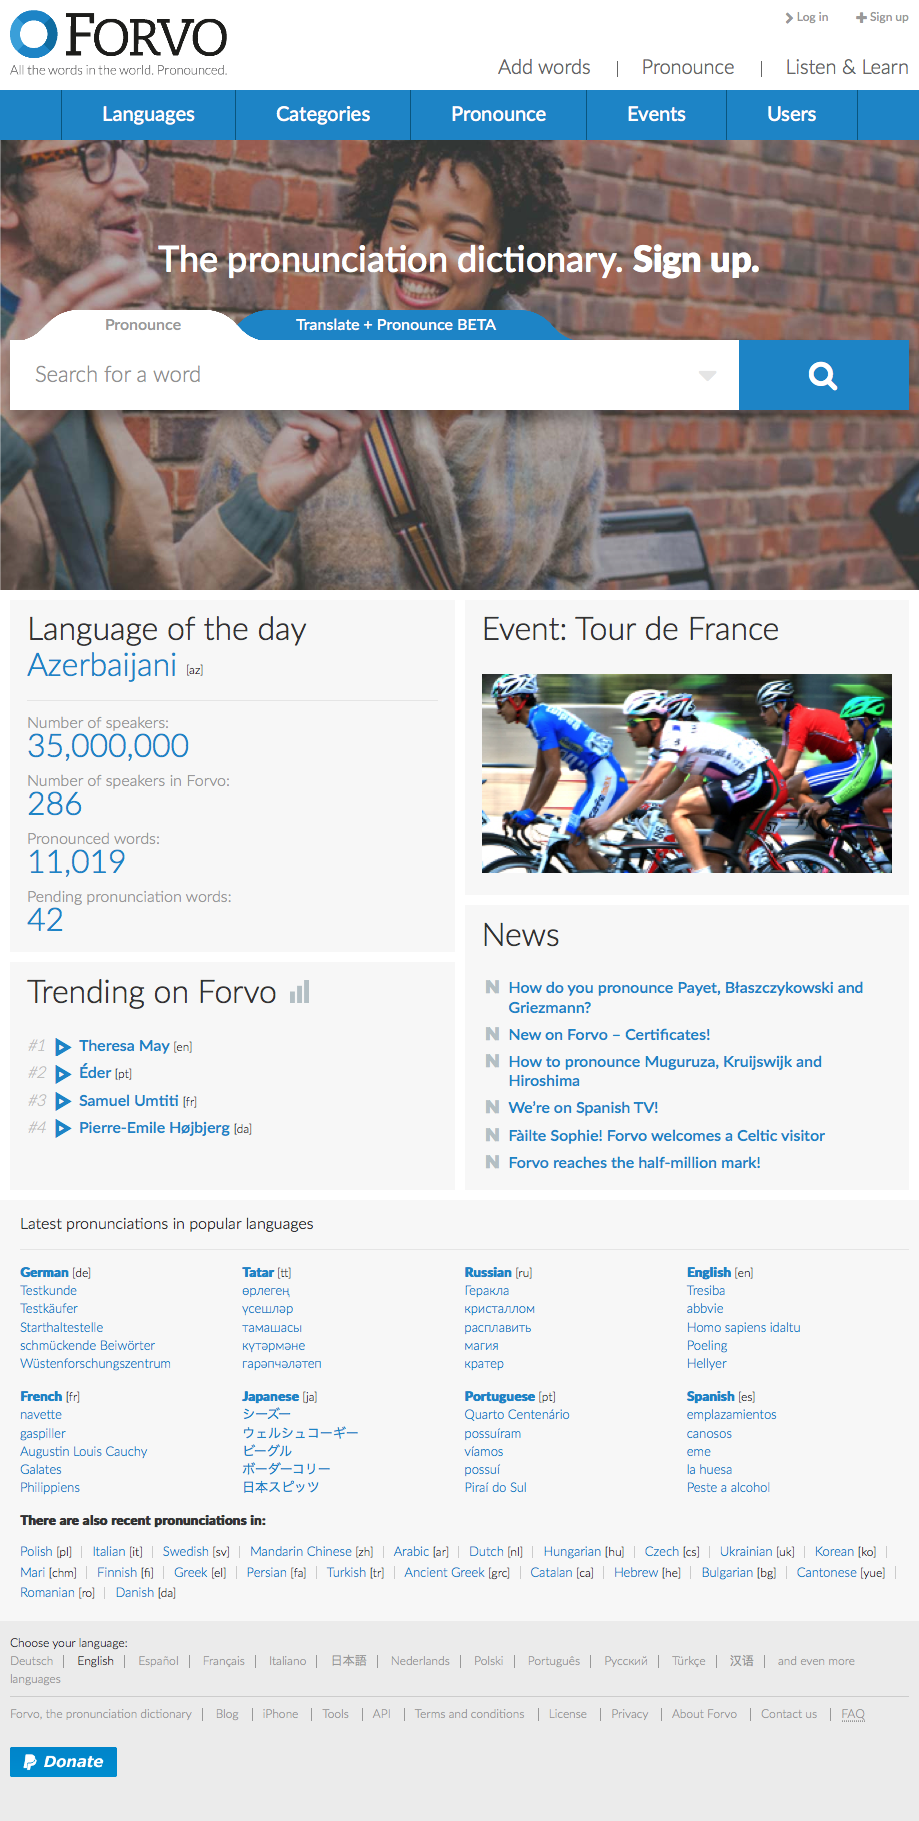 FORVO
All the words in the world. Pronounced.
Log in
Sign up
Add words | Pronounce | Listen & Learn
Languages
Categories
Pronounce
Events
Users
The pronunciation dictionary. Sign up.
Pronounce
Translate + Pronounce BETA
Search for a word
Language of the day
Azerbaijani [az]
Number of speakers:
35,000,000
Number of speakers in Forvo:
286
Pronounced words:
11,019
Pending pronunciation words:
42
Trending on Forvo
#1 Theresa May [en]
#2 Éder [pt]
#3 Samuel Umtiti [fr]
#4 Pierre-Emile Højbjerg [da]
Event: Tour de France
News
N How do you pronounce Payet, Błaszczykowski and
Griezmann?
N New on Forvo – Certificates!
N How to pronounce Muguruza, Kruijswijk and
Hiroshima
N We're on Spanish TV!
N Fàilte Sophie! Forvo welcomes a Celtic visitor
N Forvo reaches the half-million mark!
Latest pronunciations in popular languages
German [de]
Testkunde
Testkäufer
Starthaltestelle
schmückende Beiwörter
Wüstenforschungszentrum
Tatar [tt]
өрлегең
үсешләр
тамашасы
күтәрмәне
гарәпчәләтеп
Russian [ru]
Геракла
кристаллом
расплавить
магия
кратер
English [en]
Tresiba
abbvie
Homo sapiens idaltu
Poeling
Hellyer
French [fr]
navette
gaspiller
Augustin Louis Cauchy
Galates
Philippiens
Japanese [ja]
シーズー
ウェルシュコーギー
ビーグル
ボーダーコリー
日本スピッツ
Portuguese [pt]
Quarto Centenário
possuíram
víamos
possuí
Piraí do Sul
Spanish [es]
emplazamientos
canosos
eme
la huesa
Peste a alcohol
There are also recent pronunciations in:
Polish [pl] | Italian [it] | Swedish [sv] | Mandarin Chinese [zh] | Arabic [ar] | Dutch [nl] | Hungarian [hu] | Czech [cs] | Ukrainian [uk] | Korean [ko] |
Mari [chm] | Finnish [fi] | Greek [el] | Persian [fa] | Turkish [tr] | Ancient Greek [grc] | Catalan [ca] | Hebrew [he] | Bulgarian [bg] | Cantonese [yue] |
Romanian [ro] | Danish [da]
Choose your language:
Deutsch | English | Español | Français | Italiano | 日本語 | Nederlands | Polski | Português | Русский | Türkçe | 汉语 | and even more
languages
Forvo, the pronunciation dictionary | Blog | iPhone | Tools | API | Terms and conditions | License | Privacy | About Forvo | Contact us | FAQ
Donate